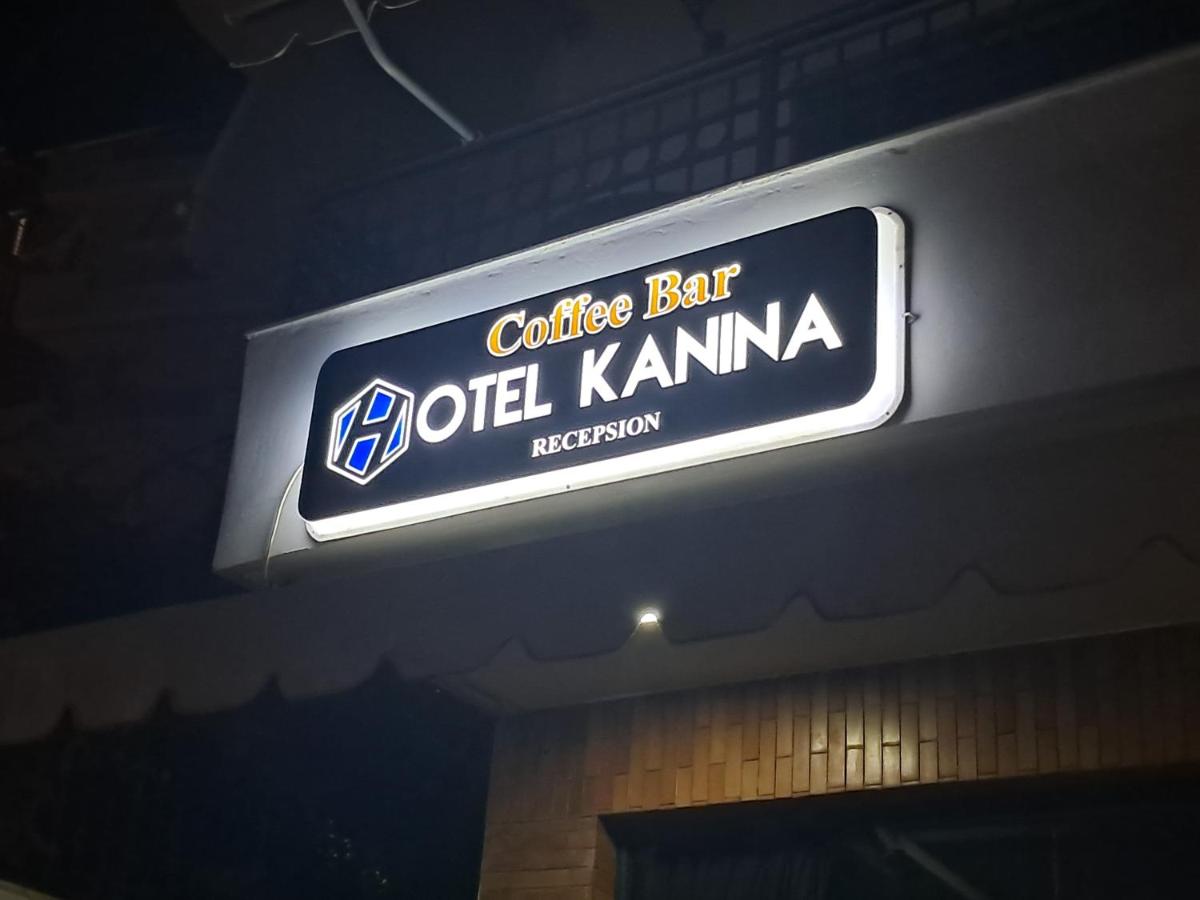 Coffee Bar
HOTEL KANINA
RECEPSION